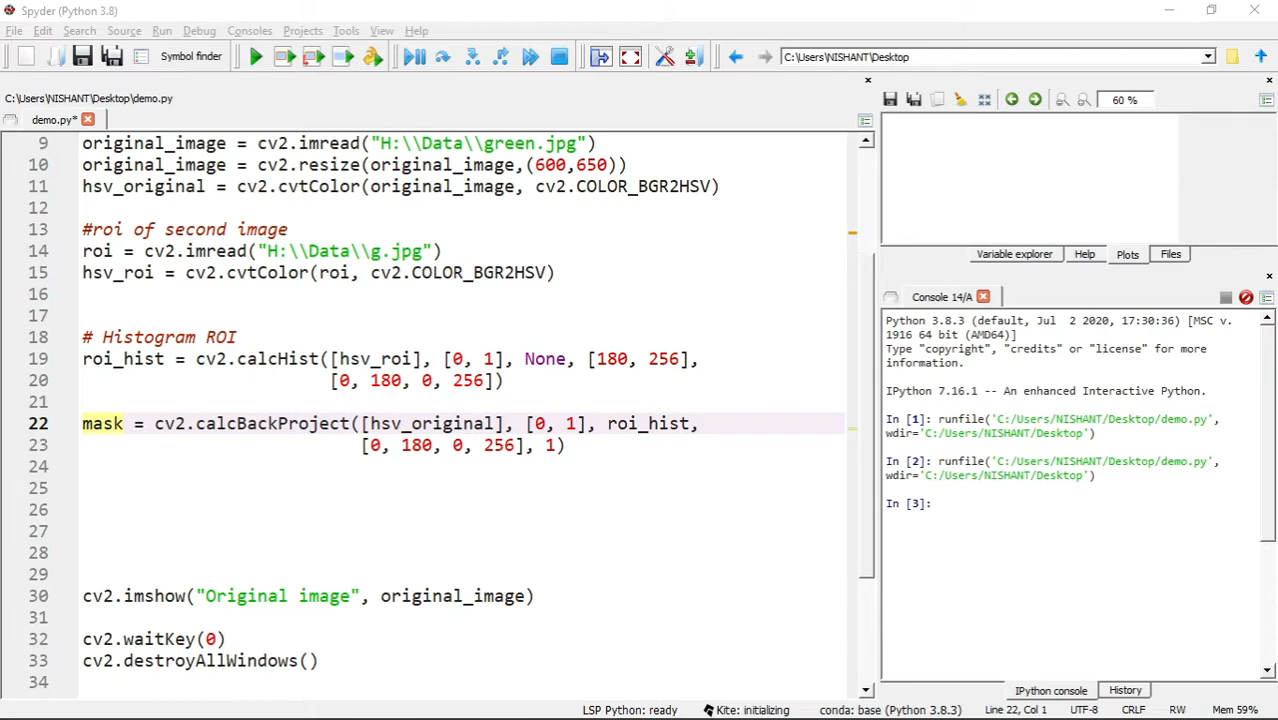 Spyder (Python 3.8)
File Edit Search Source Run Debug Consoles Projects Tools View Help
Symbol finder
C:\Users\NISHANT\Desktop
C:\Users\NISHANT\Desktop\demo.py
demo.py*
9 original_image = cv2.imread("H:\\Data\\green.jpg")
10 original_image = cv2.resize(original_image,(600,650))
11 hsv_original = cv2.cvtColor(original_image, cv2.COLOR_BGR2HSV)
12
13 #roi of second image
14 roi = cv2.imread("H:\\Data\\g.jpg")
15 hsv_roi = cv2.cvtColor(roi, cv2.COLOR_BGR2HSV)
16
17
18 # Histogram ROI
19 roi_hist = cv2.calcHist([hsv_roi], [0, 1], None, [180, 256],
20 [0, 180, 0, 256])
21
22 mask = cv2.calcBackProject([hsv_original], [0, 1], roi_hist,
23 [0, 180, 0, 256], 1)
24
25
26
27
28
29
30 cv2.imshow("Original image", original_image)
31
32 cv2.waitKey(0)
33 cv2.destroyAllWindows()
34
60 %
Variable explorer Help Plots Files
Console 14/A
Python 3.8.3 (default, Jul 2 2020, 17:30:36) [MSC v.
1916 64 bit (AMD64)]
Type "copyright", "credits" or "license" for more
information.
IPython 7.16.1 -- An enhanced Interactive Python.
In [1]: runfile('C:/Users/NISHANT/Desktop/demo.py',
wdir='C:/Users/NISHANT/Desktop')
In [2]: runfile('C:/Users/NISHANT/Desktop/demo.py',
wdir='C:/Users/NISHANT/Desktop')
In [3]:
IPython console History
LSP Python: ready Kite: initializing conda: base (Python 3.8.3) Line 22, Col 1 UTF-8 CRLF RW Mem 59%